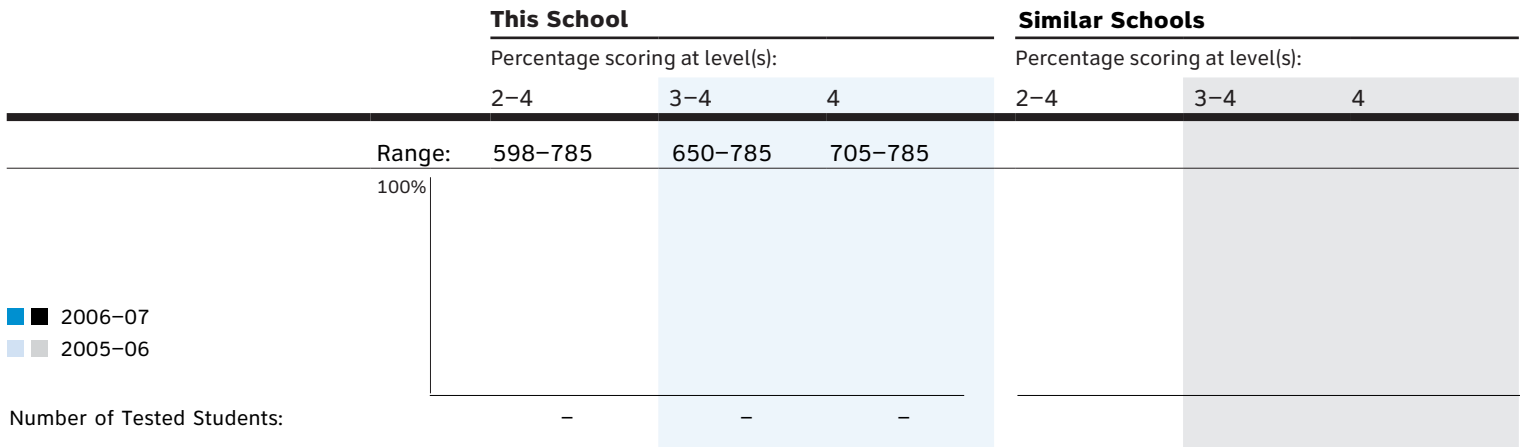 This School Similar Schools
Percentage scoring at level(s): Percentage scoring at level(s):
2–4 3–4 4 2–4 3–4 4
Range: 598–785 650–785 705–785
100%
2006–07
2005–06
Number of Tested Students: – – –